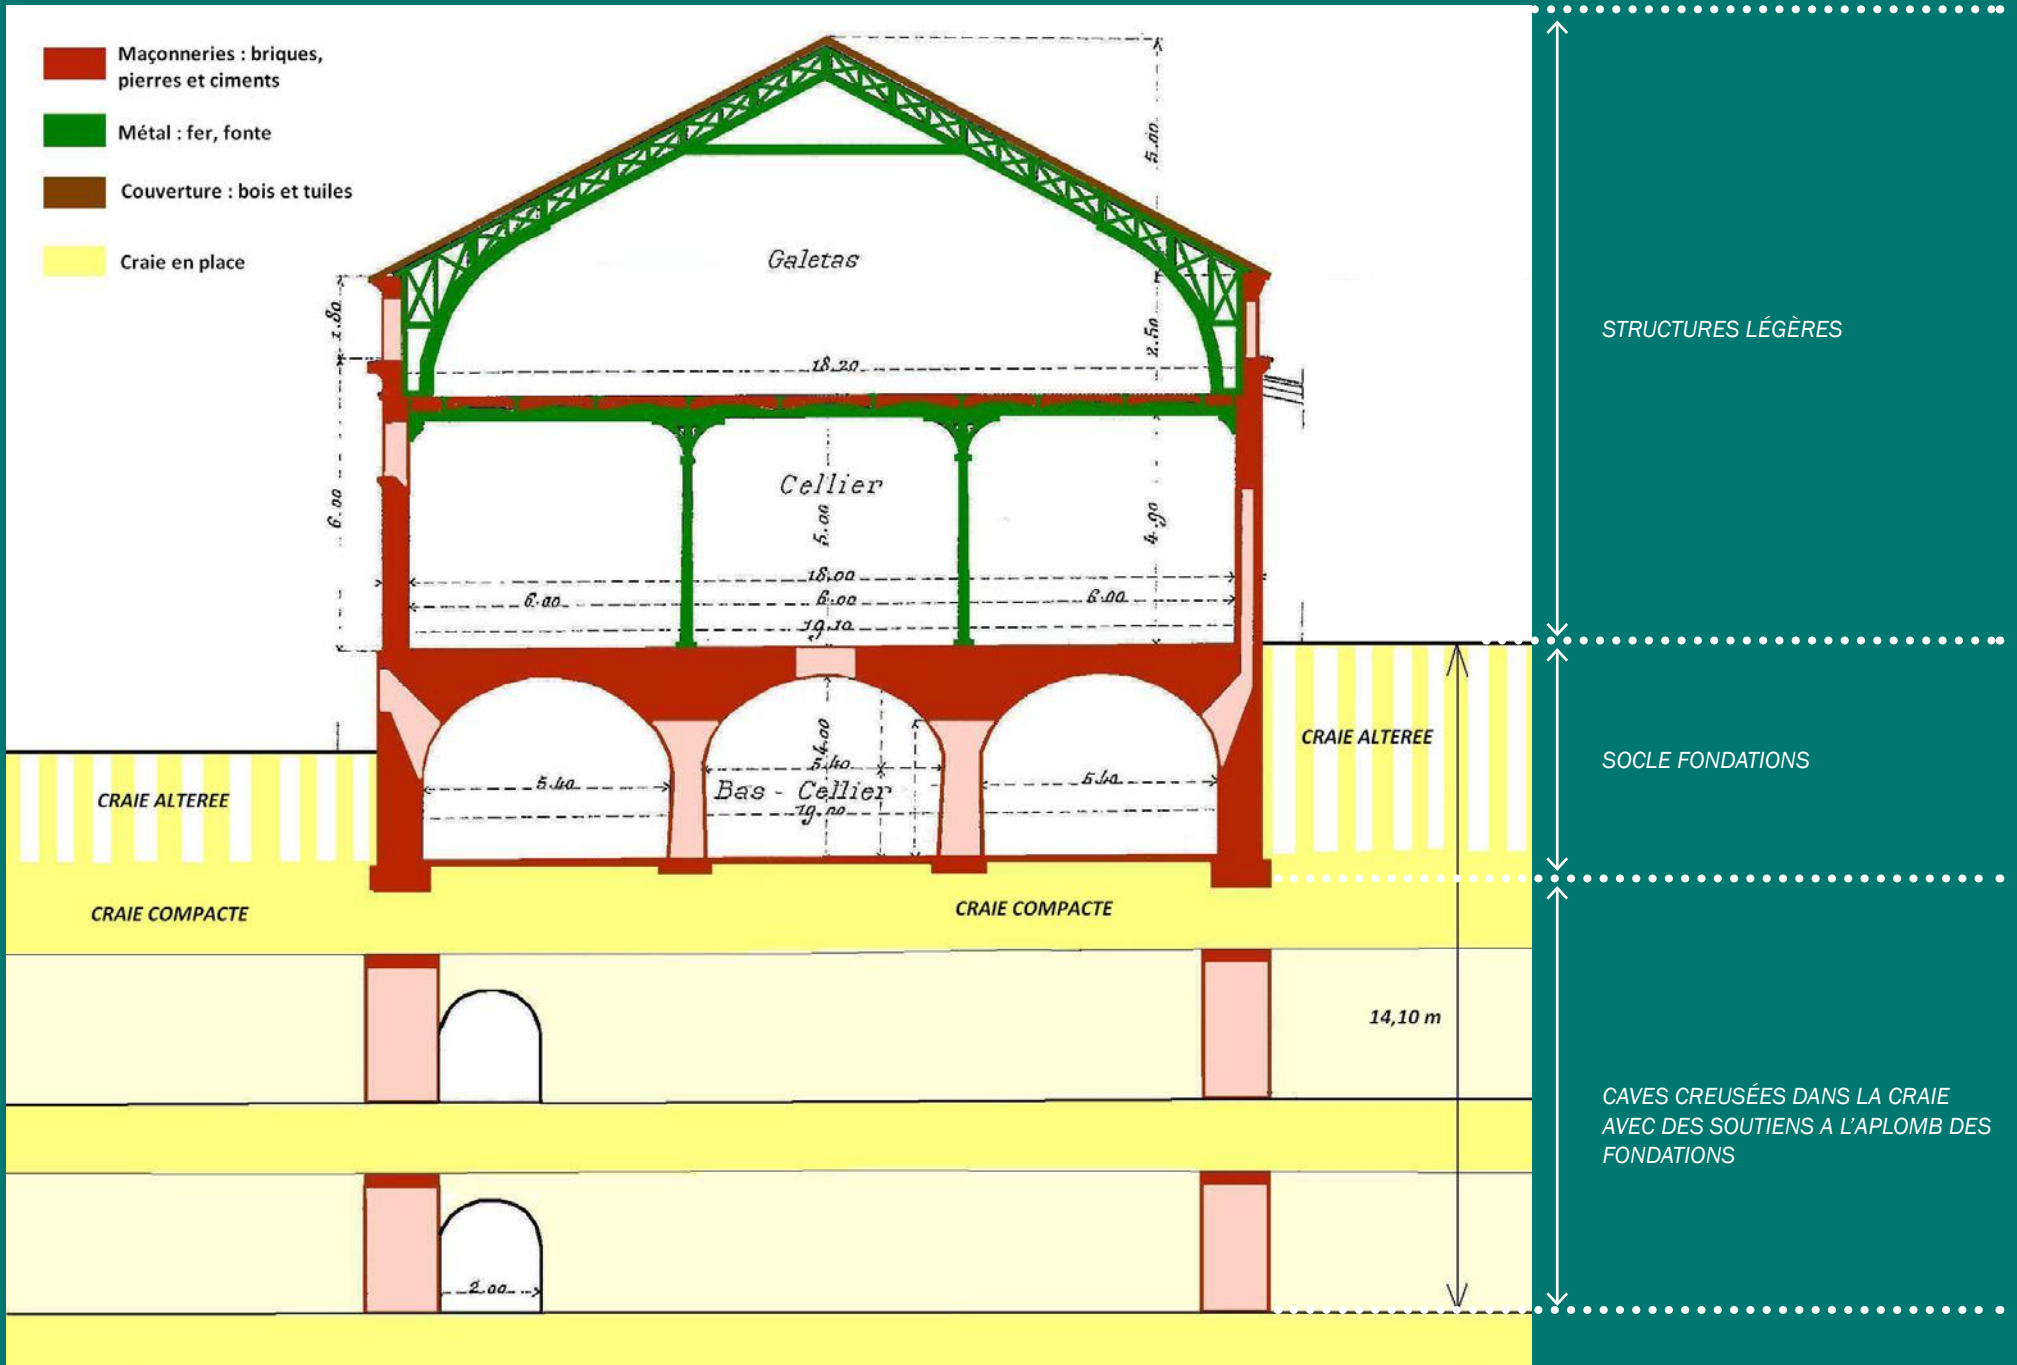 Maçonneries : briques,
pierres et ciments
Métal : fer, fonte
Couverture : bois et tuiles
Craie en place
5.00
Galetas
1.80
2.50
18.20
STRUCTURES LÉGÈRES
Cellier
6.00
5.00
4.90
18.00
6.00
6.00
6.00
19.10
CRAIE ALTEREE
CRAIE ALTEREE
SOCLE FONDATIONS
4.00
5.40
5.40
5.40
Bas - Cellier
19.00
CRAIE COMPACTE
CRAIE COMPACTE
14,10 m
CAVES CREUSÉES DANS LA CRAIE
AVEC DES SOUTIENS A L’APLOMB DES
FONDATIONS
2.00